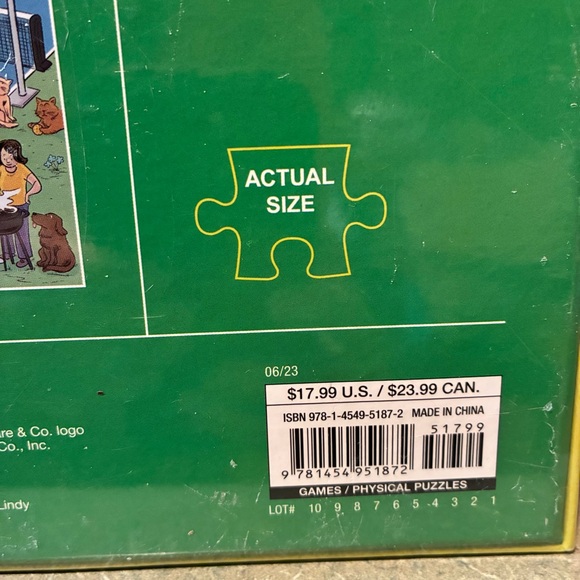 ACTUAL
SIZE
06/23
$17.99 U.S. / $23.99 CAN.
ISBN 978-1-4549-5187-2 MADE IN CHINA
51799
9 781454 951872
GAMES / PHYSICAL PUZZLES
LOT# 10 9 8 7 6 5 4 3 2 1
& Co. logo
Co., Inc.
Lindy